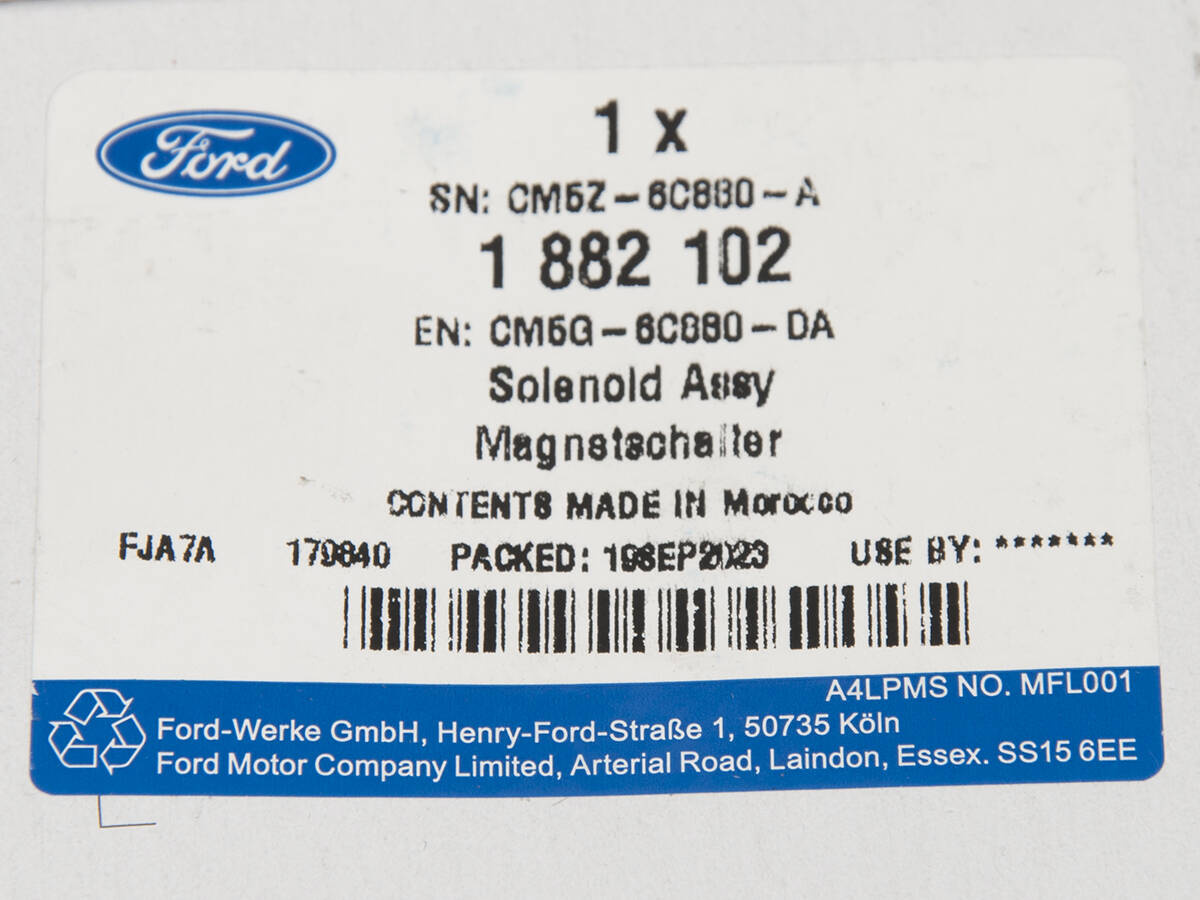 Ford
1 x
SN: CM5Z-6C880-A
1 882 102
EN: CM5G-6C880-DA
Solenoid Assy
Magnetschalter
CONTENTS MADE IN Morocco
FJA7A 179840 PACKED: 19SEP2023 USE BY: *******
A4LPMS NO. MFL001
Ford-Werke GmbH, Henry-Ford-Straße 1, 50735 Köln
Ford Motor Company Limited, Arterial Road, Laindon, Essex. SS15 6EE